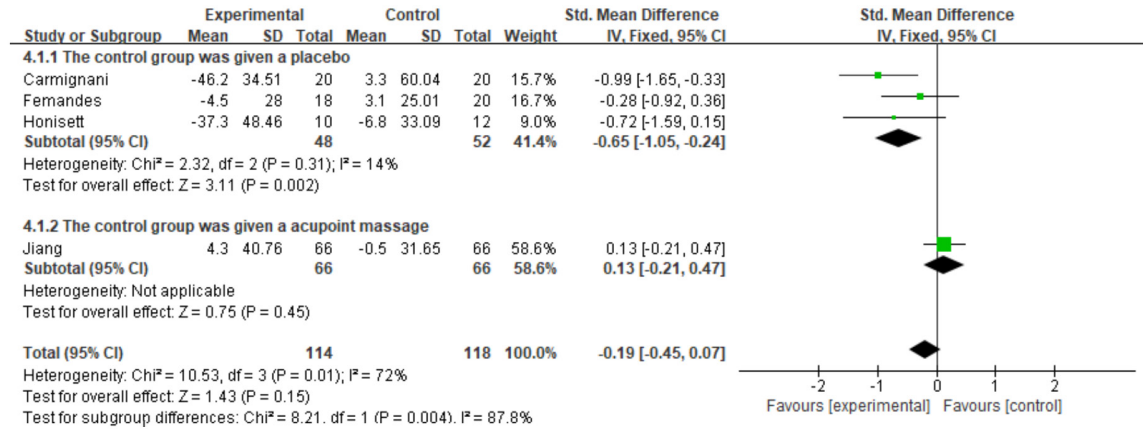 Experimental Control Std. Mean Difference Std. Mean Difference
Study or Subgroup Mean SD Total Mean SD Total Weight IV, Fixed, 95% CI IV, Fixed, 95% CI
4.1.1 The control group was given a placebo
Carmignani -46.2 34.51 20 3.3 60.04 20 15.7% -0.99 [-1.65, -0.33]
Fernandes -4.5 28 18 3.1 25.01 20 16.7% -0.28 [-0.92, 0.36]
Honisett -37.3 48.46 10 -6.8 33.09 12 9.0% -0.72 [-1.59, 0.15]
Subtotal (95% CI) 48 52 41.4% -0.65 [-1.05, -0.24]
Heterogeneity: Chi² = 2.32, df = 2 (P = 0.31); I² = 14%
Test for overall effect: Z = 3.11 (P = 0.002)
4.1.2 The control group was given a acupoint massage
Jiang 4.3 40.76 66 -0.5 31.65 66 58.6% 0.13 [-0.21, 0.47]
Subtotal (95% CI) 66 66 58.6% 0.13 [-0.21, 0.47]
Heterogeneity: Not applicable
Test for overall effect: Z = 0.75 (P = 0.45)
Total (95% CI) 114 118 100.0% -0.19 [-0.45, 0.07]
Heterogeneity: Chi² = 10.53, df = 3 (P = 0.01); I² = 72%
Test for overall effect: Z = 1.43 (P = 0.15)
Test for subgroup differences: Chi² = 8.21, df = 1 (P = 0.004), I² = 87.8%
-2 -1 0 1 2
Favours [experimental] Favours [control]